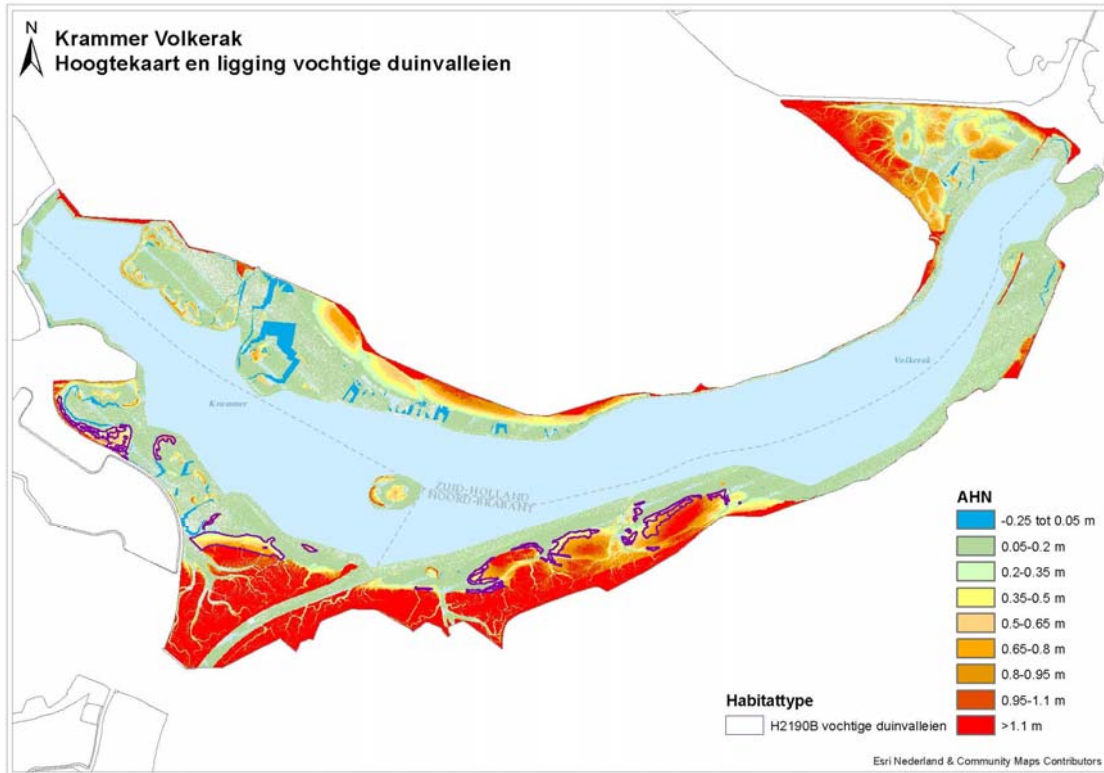 N
Krammer Volkerak
Hoogtekaart en ligging vochtige duinvalleien
Volkerak
Krammer
ZUID-HOLLAND
NOORD-BRABANT
AHN
-0.25 tot 0.05 m
0.05-0.2 m
0.2-0.35 m
0.35-0.5 m
0.5-0.65 m
0.65-0.8 m
0.8-0.95 m
0.95-1.1 m
>1.1 m
Habitattype
H2190B vochtige duinvalleien
Esri Nederland & Community Maps Contributors